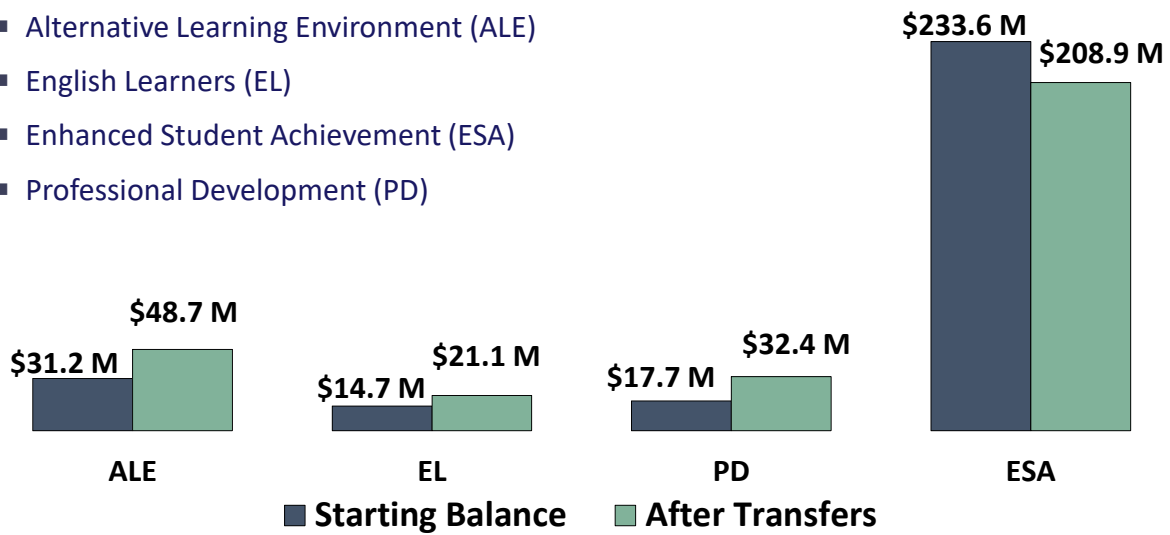 ▪ Alternative Learning Environment (ALE)
▪ English Learners (EL)
▪ Enhanced Student Achievement (ESA)
▪ Professional Development (PD)
$233.6 M
$208.9 M
$48.7 M
$31.2 M
$21.1 M
$14.7 M
$32.4 M
$17.7 M
ALE EL PD ESA
Starting Balance After Transfers